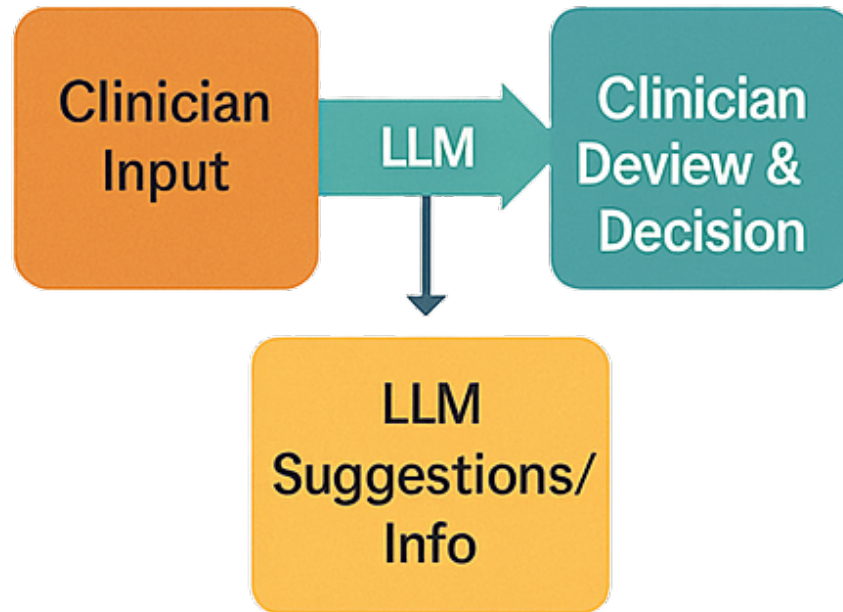 Clinician
Input
LLM
Clinician
Deview &
Decision
LLM
Suggestions/
Info